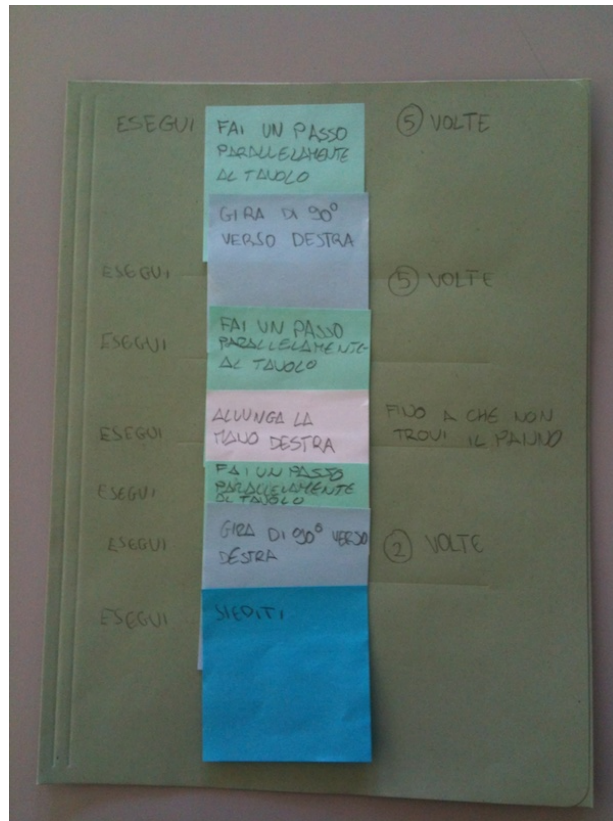 ESEGUI FAI UN PASSO 5 VOLTE
PARALLELAMENTE
AL TAVOLO
GIRA DI 90°
VERSO DESTRA
ESEGUI 5 VOLTE
ESEGUI FAI UN PASSO
PARALLELAMENTE
AL TAVOLO
ALLUNGA LA FINO A CHE NON
ESEGUI MANO DESTRA TROVI IL PANNO
FAI UN PASSO
ESEGUI PARALLELAMENTE
AL TAVOLO
ESEGUI GIRA DI 90° VERSO 2 VOLTE
DESTRA
ESEGUI SIEDITI